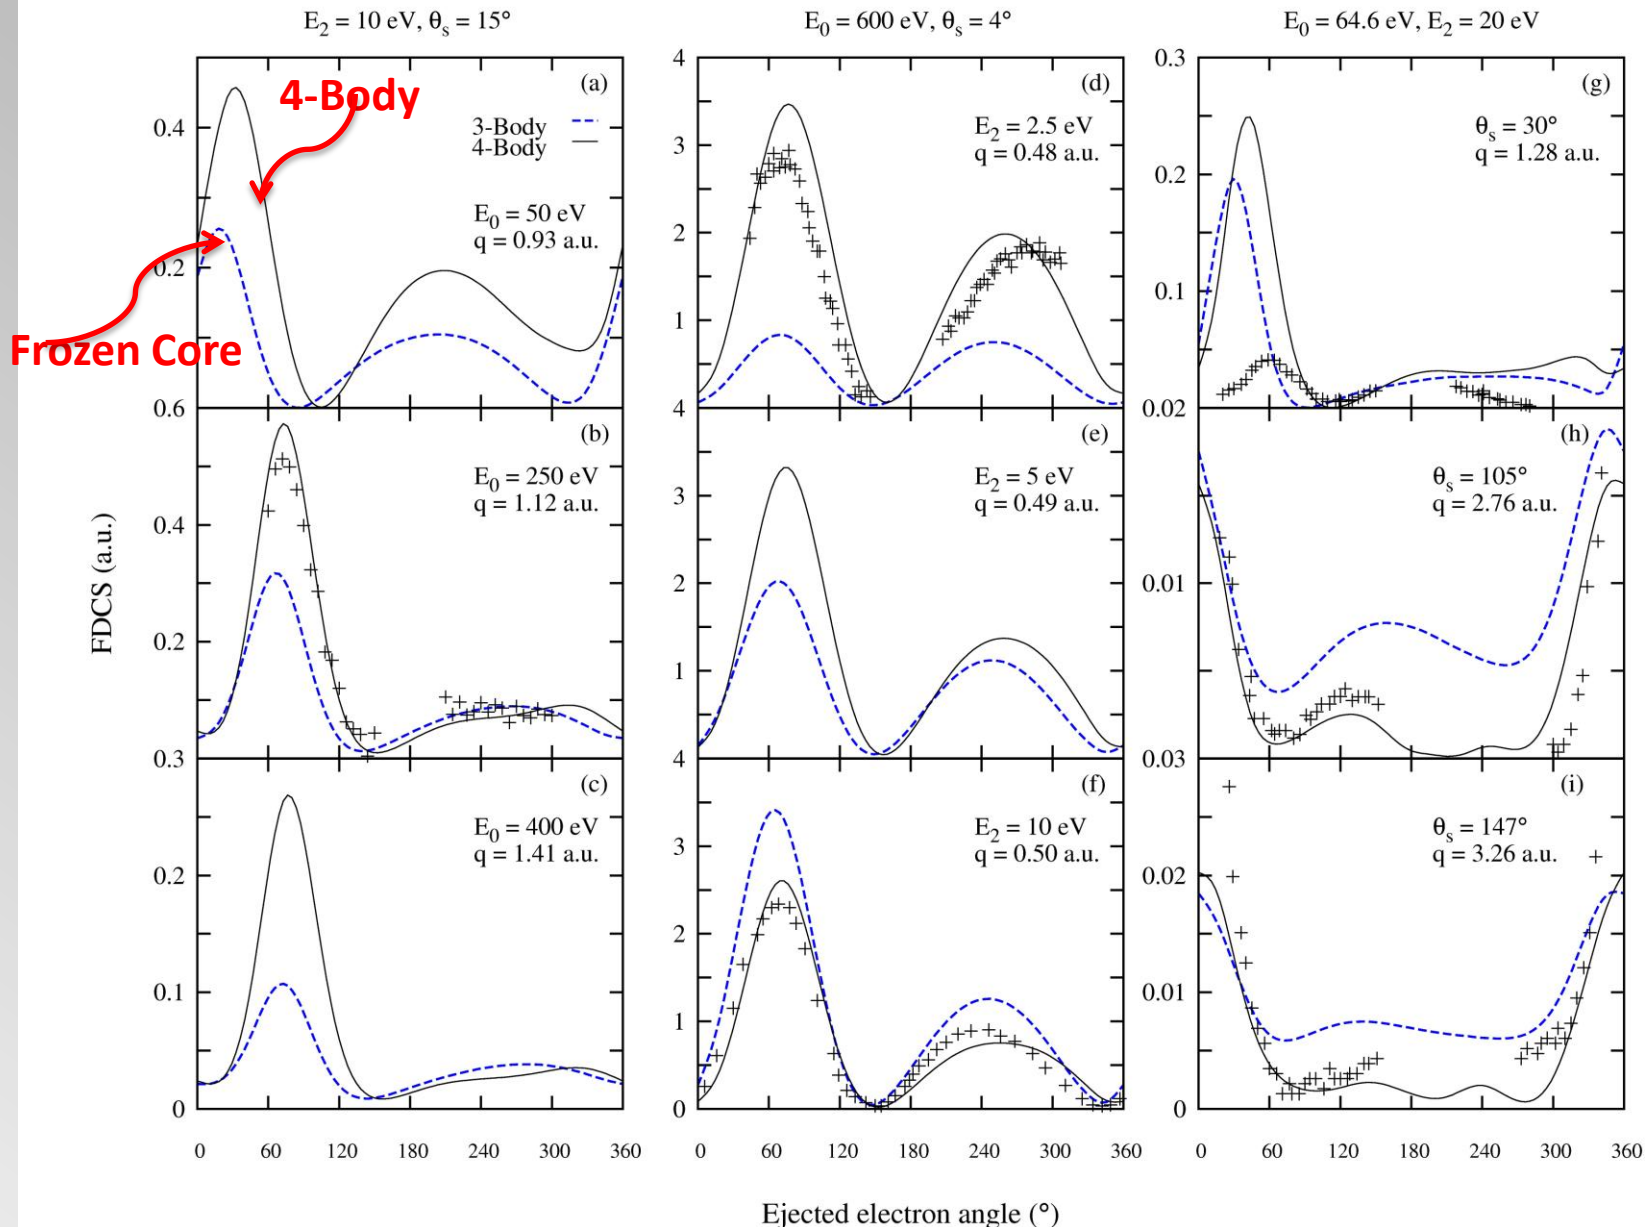 E2 = 10 eV, θs = 15°
E0 = 600 eV, θs = 4°
E0 = 64.6 eV, E2 = 20 eV
4-Body
Frozen Core
FDCS (a.u.)
(a)
3-Body
4-Body
E0 = 50 eV
q = 0.93 a.u.
0.4
0.2
0.6
(b)
E0 = 250 eV
q = 1.12 a.u.
0.4
0.2
0.3
(c)
E0 = 400 eV
q = 1.41 a.u.
0.2
0.1
0
0 60 120 180 240 300 360
(d)
E2 = 2.5 eV
q = 0.48 a.u.
4
3
2
1
4
(e)
E2 = 5 eV
q = 0.49 a.u.
3
2
1
4
(f)
E2 = 10 eV
q = 0.50 a.u.
3
2
1
0
0 60 120 180 240 300 360
(g)
θs = 30°
q = 1.28 a.u.
0.3
0.2
0.1
0.02
(h)
θs = 105°
q = 2.76 a.u.
0.01
0.03
(i)
θs = 147°
q = 3.26 a.u.
0.02
0.01
0
0 60 120 180 240 300 360
Ejected electron angle (°)